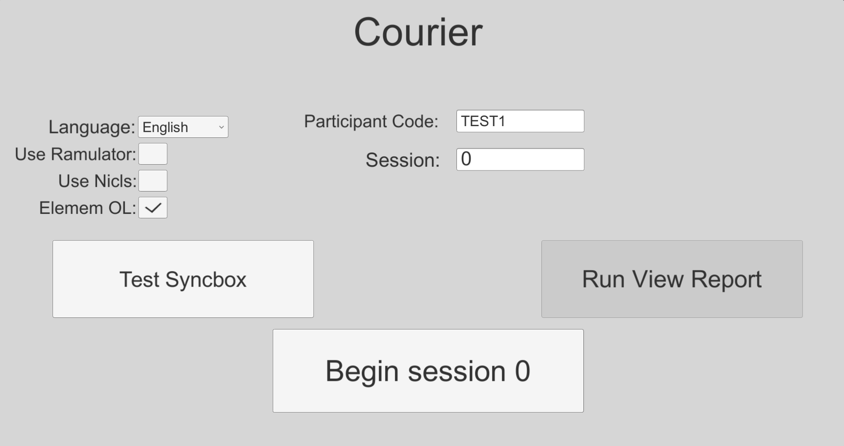 Courier
Language: English
Participant Code: TEST1
Use Ramulator:
Session: 0
Use Nicls:
Elemem OL:
Test Syncbox
Run View Report
Begin session 0